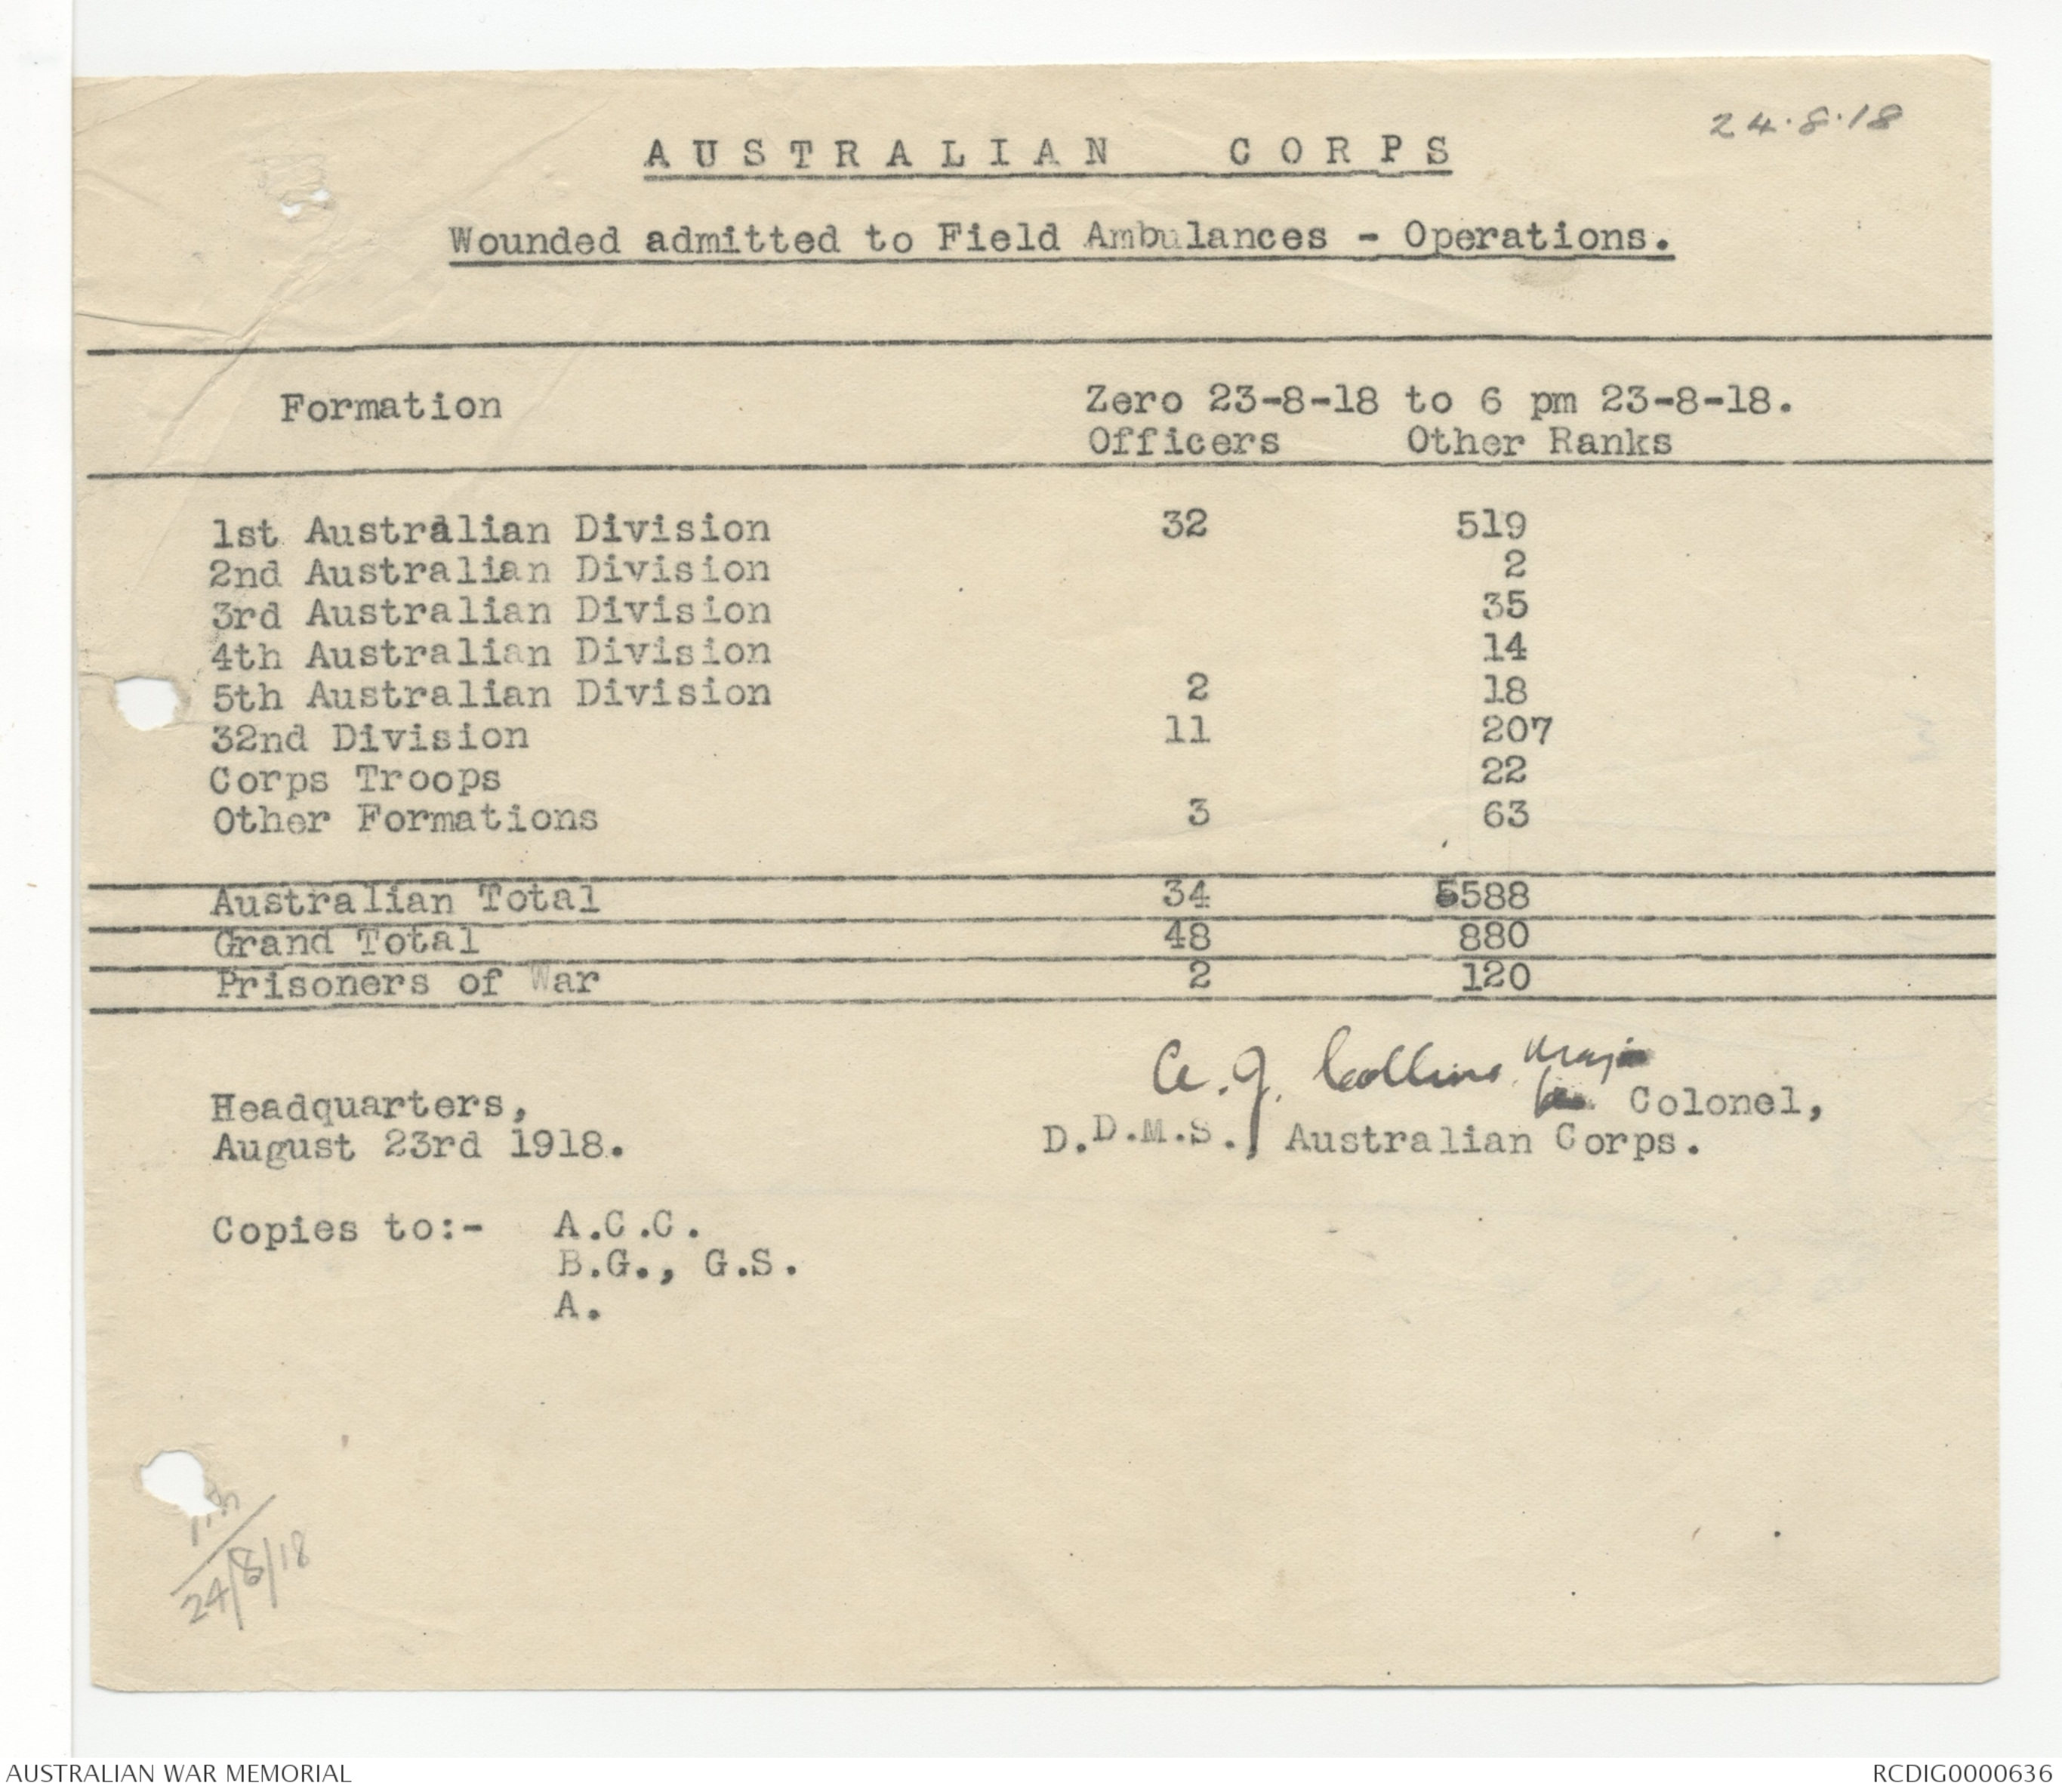 24.8.18
AUSTRALIAN CORPS
Wounded admitted to Field Ambulances - Operations.
Formation Zero 23-8-18 to 6 pm 23-8-18.
Officers Other Ranks
1st Australian Division 32 519
2nd Australian Division 2
3rd Australian Division 35
4th Australian Division 14
5th Australian Division 2 18
32nd Division 11 207
Corps Troops 22
Other Formations 3 63
Australian Total 34 588
Grand Total 48 880
Prisoners of War 2 120
A. J. Collins Major
Headquarters, for Colonel,
August 23rd 1918. D.D.M.S., Australian Corps.
Copies to:- A.C.C.
B.G., G.S.
A.
24/8/18
AUSTRALIAN WAR MEMORIAL RCDIG0000636